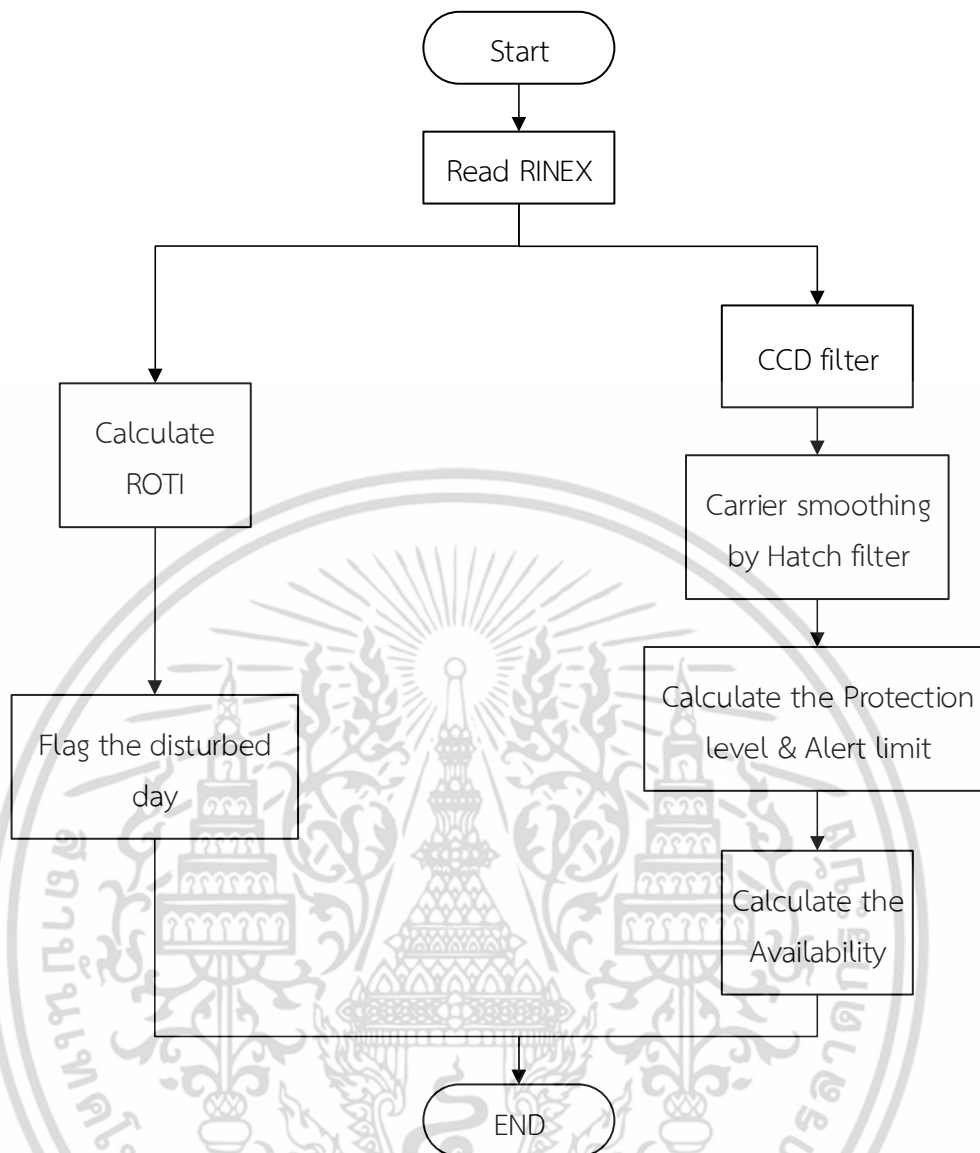 Start
Read RINEX
CCD filter
Calculate
ROTI
Carrier smoothing
by Hatch filter
Calculate the Protection
level & Alert limit
Flag the disturbed
day
Calculate the
Availability
END